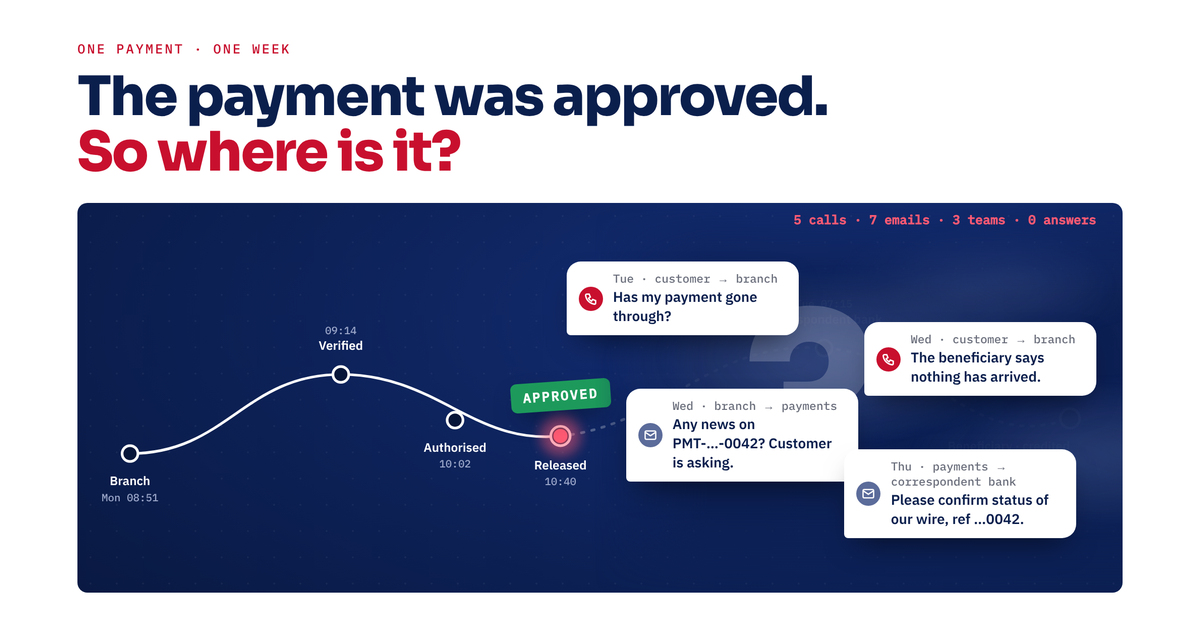 ONE PAYMENT · ONE WEEK
The payment was approved.
So where is it?
5 calls · 7 emails · 3 teams · 0 answers
Tue · customer → branch
Has my payment gone
through?
?
Wed · customer → branch
The beneficiary says
nothing has arrived.
09:14
Verified
APPROVED
Wed · branch → payments
Any news on
PMT-…-0042? Customer
is asking.
Authorised
10:02
Released
10:40
Branch
Mon 08:51
Thu · payments →
correspondent bank
Please confirm status of
our wire, ref …0042.